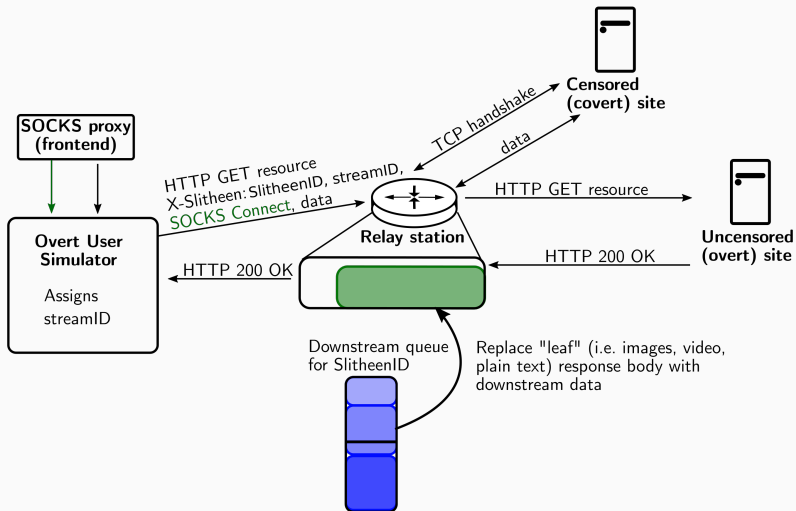 Censored
(covert) site
TCP handshake
data
SOCKS proxy
(frontend)
HTTP GET resource
X-Slitheen:SlitheenID, streamID,
SOCKS Connect, data
HTTP GET resource
Relay station
Overt User
Simulator
Assigns
streamID
HTTP 200 OK
HTTP 200 OK
Uncensored
(overt) site
Downstream queue
for SlitheenID
Replace "leaf" (i.e. images, video,
plain text) response body with
downstream data